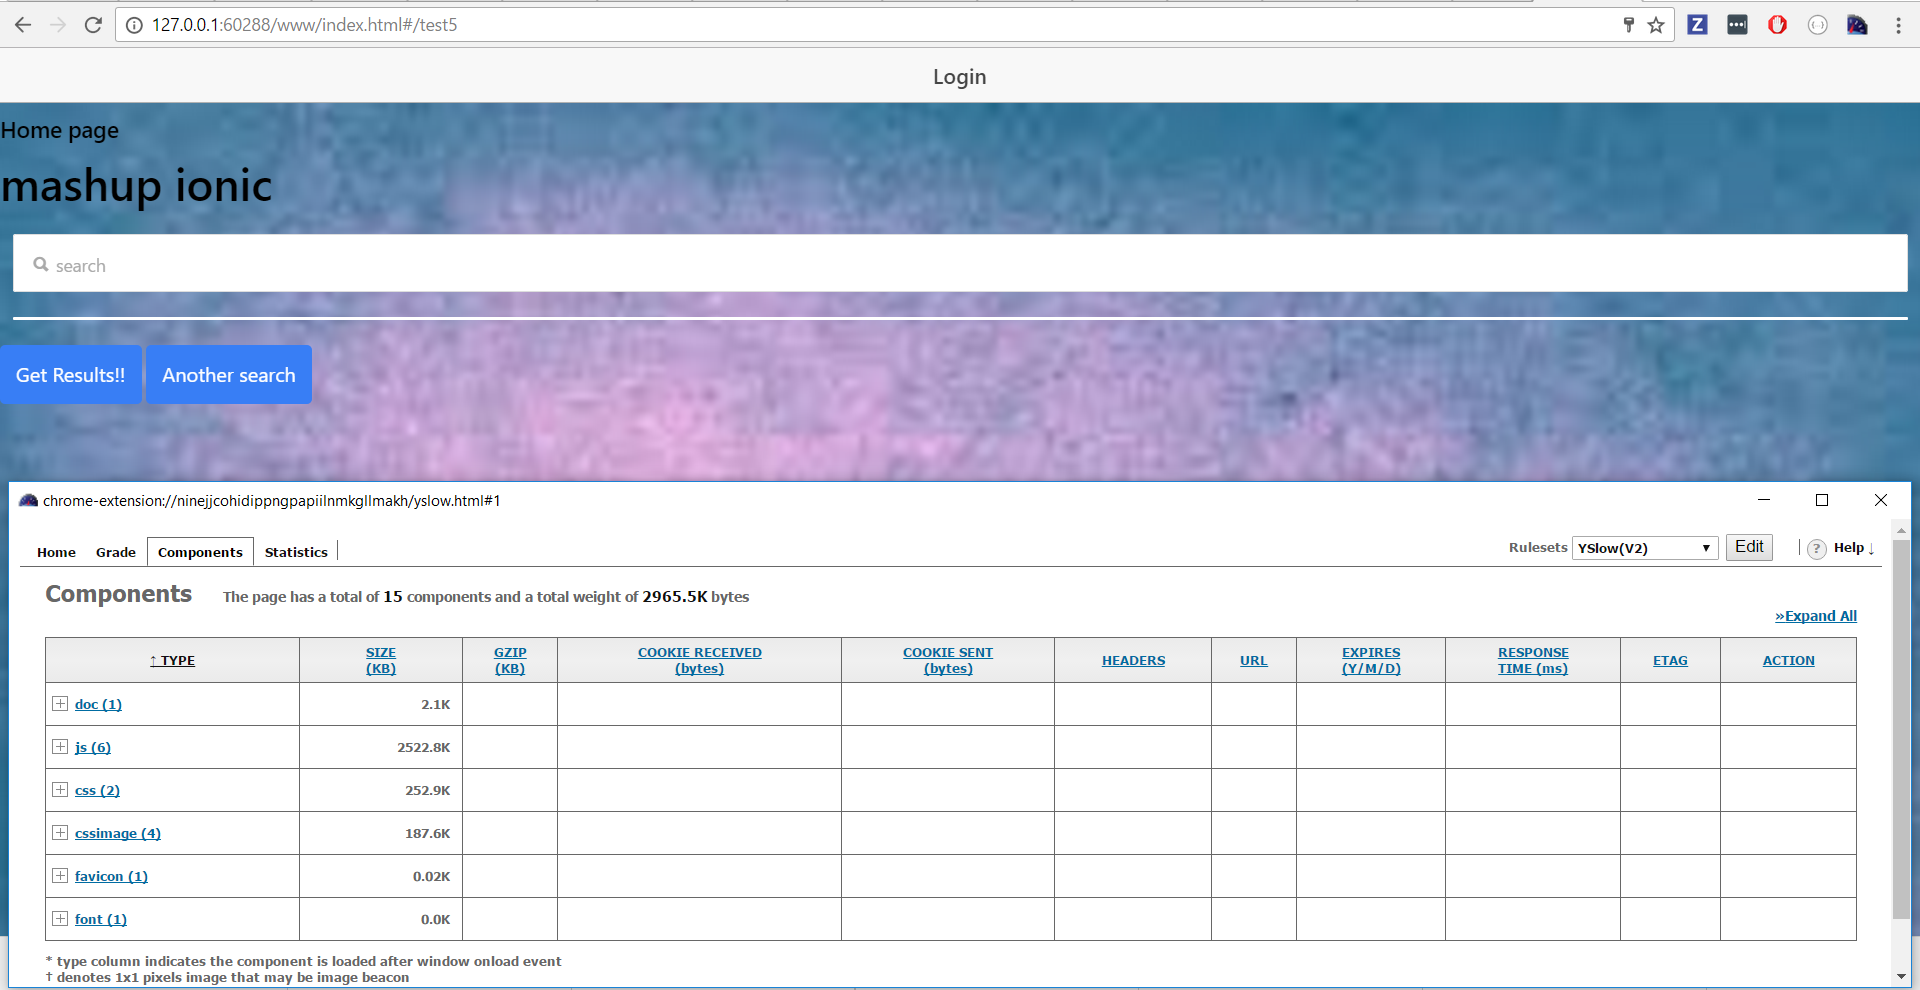 127.0.0.1:60288/www/index.html#/test5
Login
Home page
mashup ionic
search
Get Results!! Another search
chrome-extension://ninejjcohidippngpapiilnmkgllmakh/yslow.html#1
Home Grade Components Statistics Rulesets YSlow(V2) Edit ? Help ↓
Components The page has a total of 15 components and a total weight of 2965.5K bytes
»Expand All
↑ TYPE SIZE (KB) GZIP (KB) COOKIE RECEIVED (bytes) COOKIE SENT (bytes) HEADERS URL EXPIRES (Y/M/D) RESPONSE TIME (ms) ETAG ACTION
doc (1) 2.1K
js (6) 2522.8K
css (2) 252.9K
cssimage (4) 187.6K
favicon (1) 0.02K
font (1) 0.0K
* type column indicates the component is loaded after window onload event
† denotes 1x1 pixels image that may be image beacon